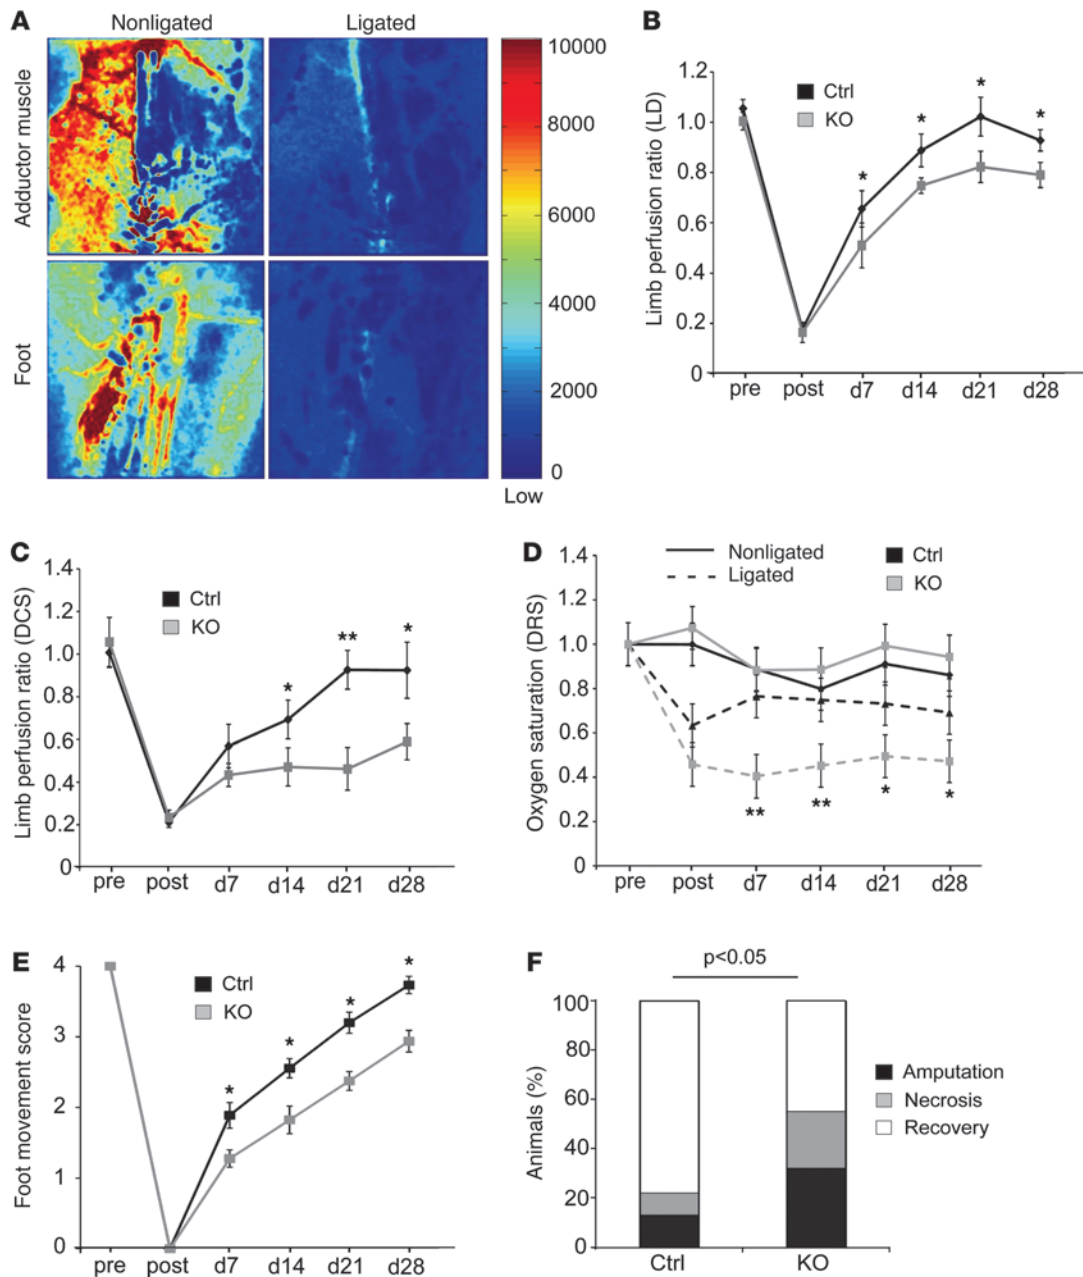 A
Nonligated
Ligated
Adductor muscle
Foot
10000
8000
6000
4000
2000
0
Low
B
Limb perfusion ratio (LD)
1.2
1.0
0.8
0.6
0.4
0.2
0
Ctrl
KO
*
*
*
*
pre post d7 d14 d21 d28
C
Limb perfusion ratio (DCS)
1.4
1.2
1.0
0.8
0.6
0.4
0.2
0
Ctrl
KO
*
**
*
pre post d7 d14 d21 d28
D
Oxygen saturation (DRS)
1.4
1.2
1.0
0.8
0.6
0.4
0.2
0
Nonligated
Ligated
Ctrl
KO
**
**
*
*
pre post d7 d14 d21 d28
E
Foot movement score
4
3
2
1
0
Ctrl
KO
*
*
*
*
pre post d7 d14 d21 d28
F
p<0.05
Animals (%)
100
80
60
40
20
0
Amputation
Necrosis
Recovery
Ctrl KO